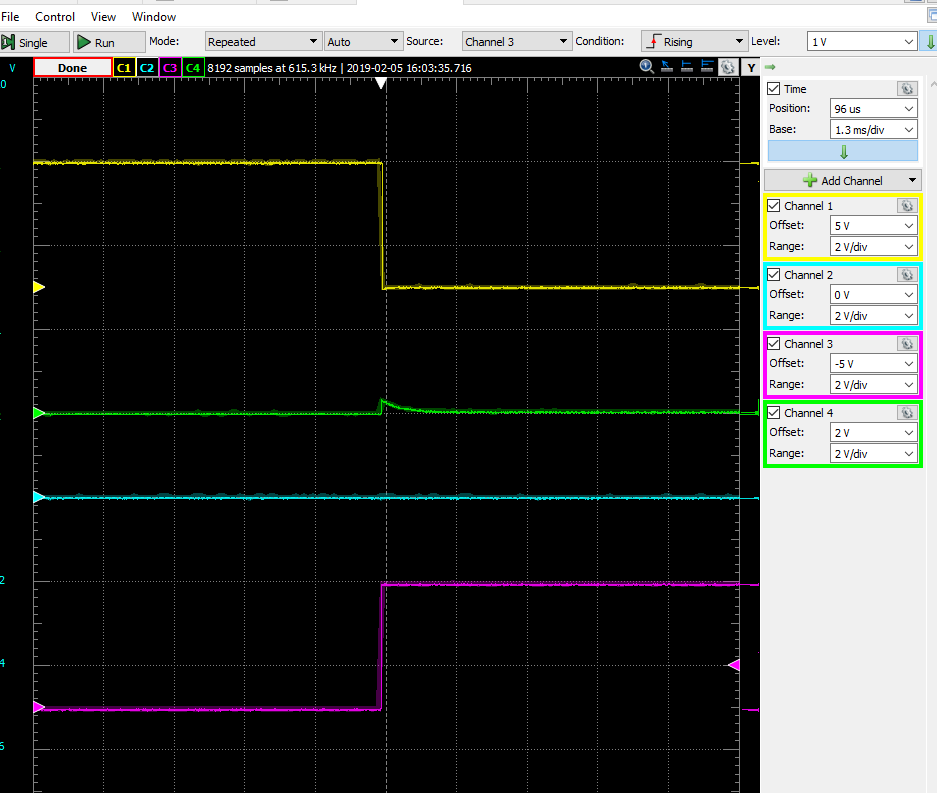 File Control View Window
Single Run Mode: Repeated Auto Source: Channel 3 Condition: Rising Level: 1 V
V Done C1 C2 C3 C4 8192 samples at 615.3 kHz | 2019-02-05 16:03:35.716 Y
0
2
4
6
Time
Position: 96 us
Base: 1.3 ms/div
Add Channel
Channel 1
Offset: 5 V
Range: 2 V/div
Channel 2
Offset: 0 V
Range: 2 V/div
Channel 3
Offset: -5 V
Range: 2 V/div
Channel 4
Offset: 2 V
Range: 2 V/div